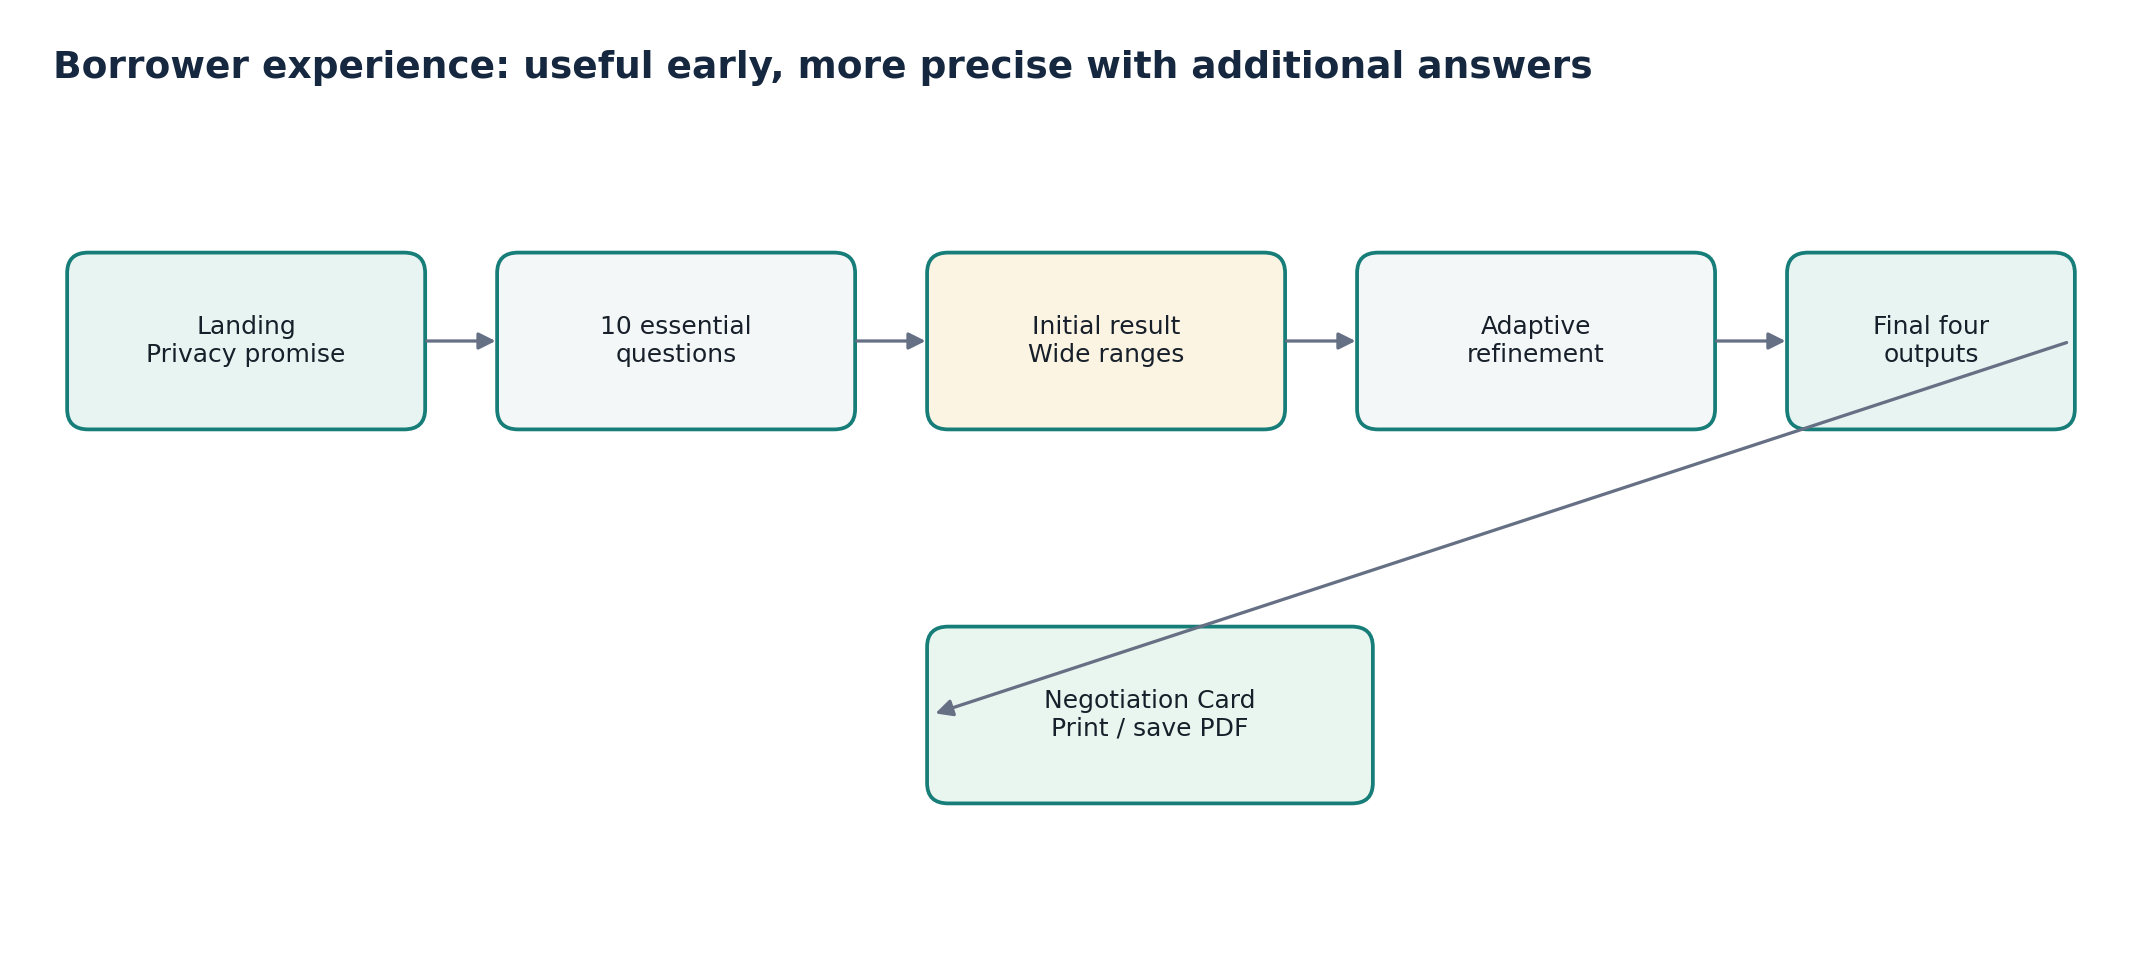 Borrower experience: useful early, more precise with additional answers
Landing
Privacy promise
10 essential
questions
Initial result
Wide ranges
Adaptive
refinement
Final four
outputs
Negotiation Card
Print / save PDF